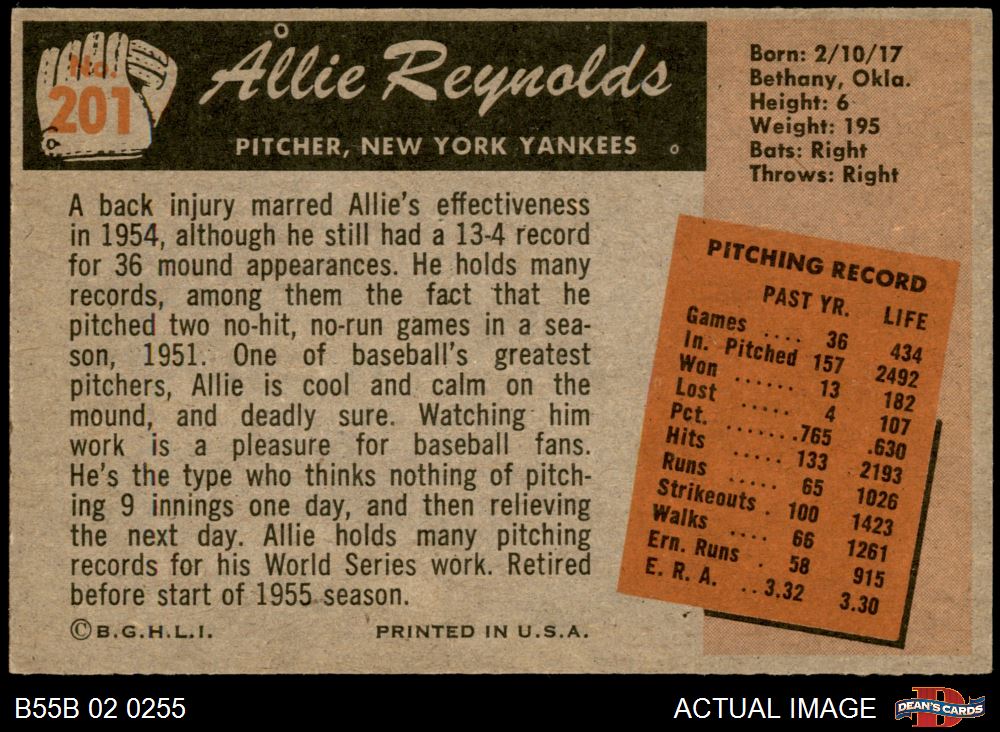 No.
201
Allie Reynolds
PITCHER, NEW YORK YANKEES
Born: 2/10/17
Bethany, Okla.
Height: 6
Weight: 195
Bats: Right
Throws: Right
A back injury marred Allie's effectiveness
in 1954, although he still had a 13-4 record
for 36 mound appearances. He holds many
records, among them the fact that he
pitched two no-hit, no-run games in a sea-
son, 1951. One of baseball's greatest
pitchers, Allie is cool and calm on the
mound, and deadly sure. Watching him
work is a pleasure for baseball fans.
He's the type who thinks nothing of pitch-
ing 9 innings one day, and then relieving
the next day. Allie holds many pitching
records for his World Series work. Retired
before start of 1955 season.
© B.G.H.L.I. PRINTED IN U.S.A.
PITCHING RECORD
PAST YR. LIFE
Games .... 36 434
In. Pitched 157 2492
Won ...... 13 182
Lost ..... 4 107
Pct. .......765 .630
Hits ..... 133 2193
Runs ..... 65 1026
Strikeouts . 100 1423
Walks .... 66 1261
Ern. Runs . 58 915
E. R. A. ..3.32 3.30
B55B 02 0255
ACTUAL IMAGE
D
DEAN'S CARDS